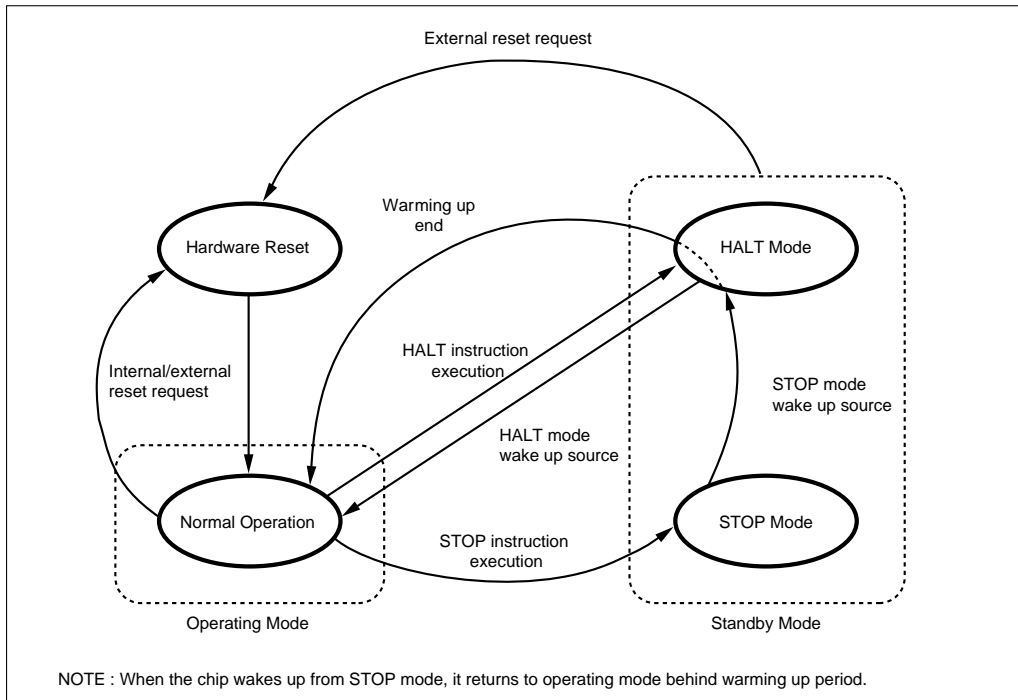 External reset request
Warming up
end
Hardware Reset
HALT Mode
HALT instruction
execution
Internal/external
reset request
STOP mode
wake up source
HALT mode
wake up source
Normal Operation
STOP Mode
STOP instruction
execution
Operating Mode
Standby Mode
NOTE : When the chip wakes up from STOP mode, it returns to operating mode behind warming up period.